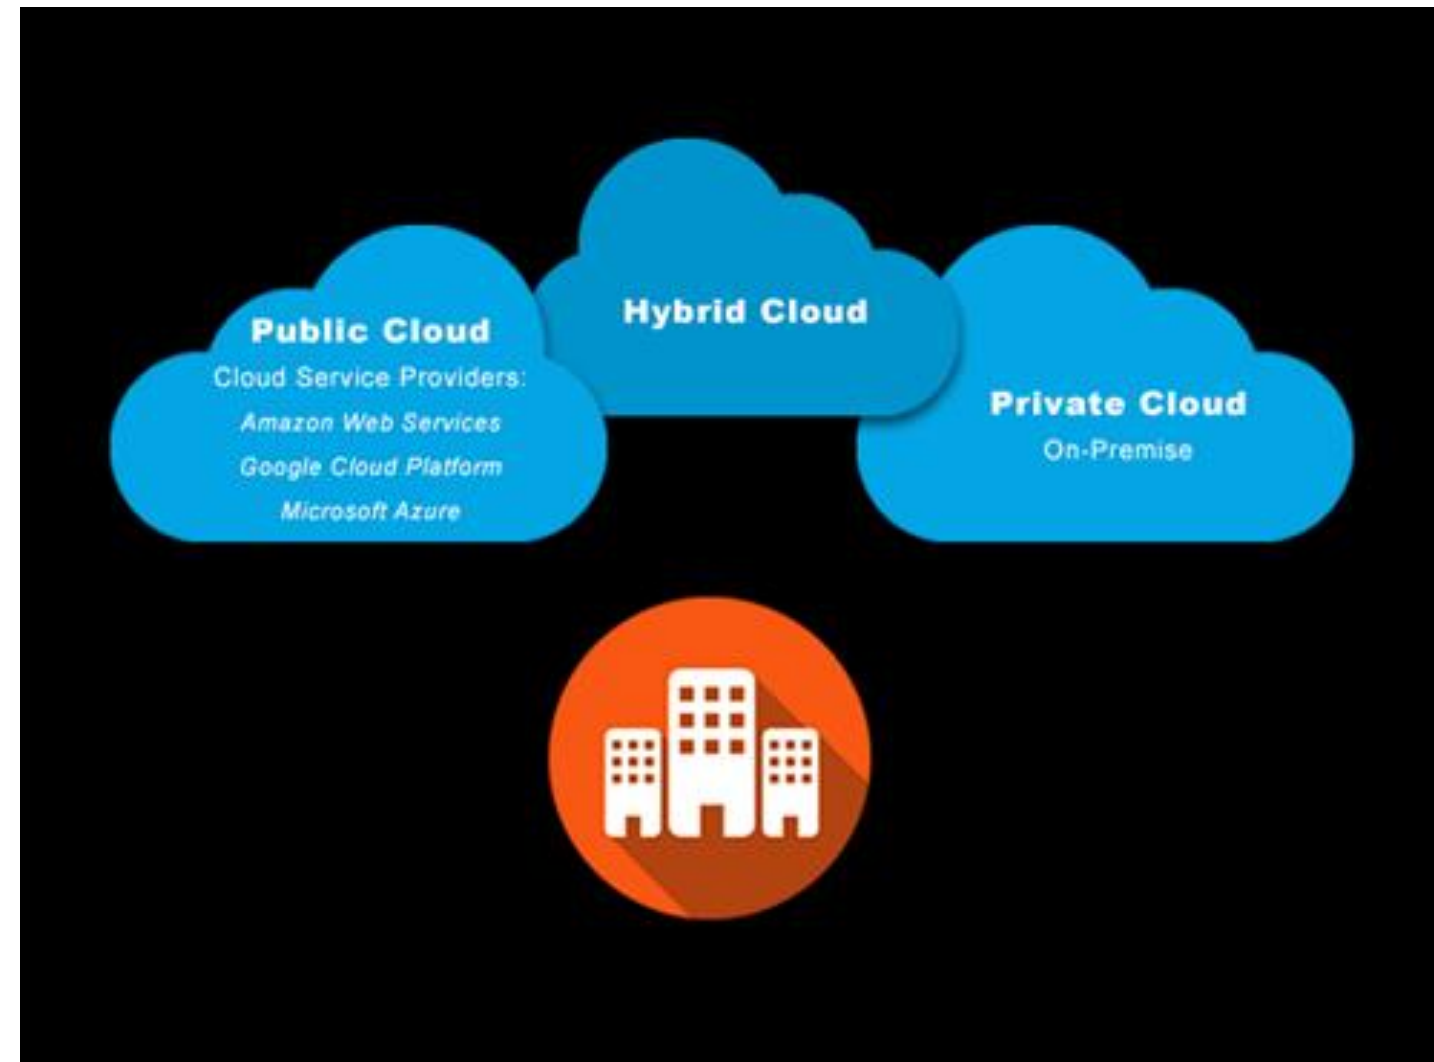 Public Cloud
Cloud Service Providers:
Amazon Web Services
Google Cloud Platform
Microsoft Azure
Hybrid Cloud
Private Cloud
On-Premise